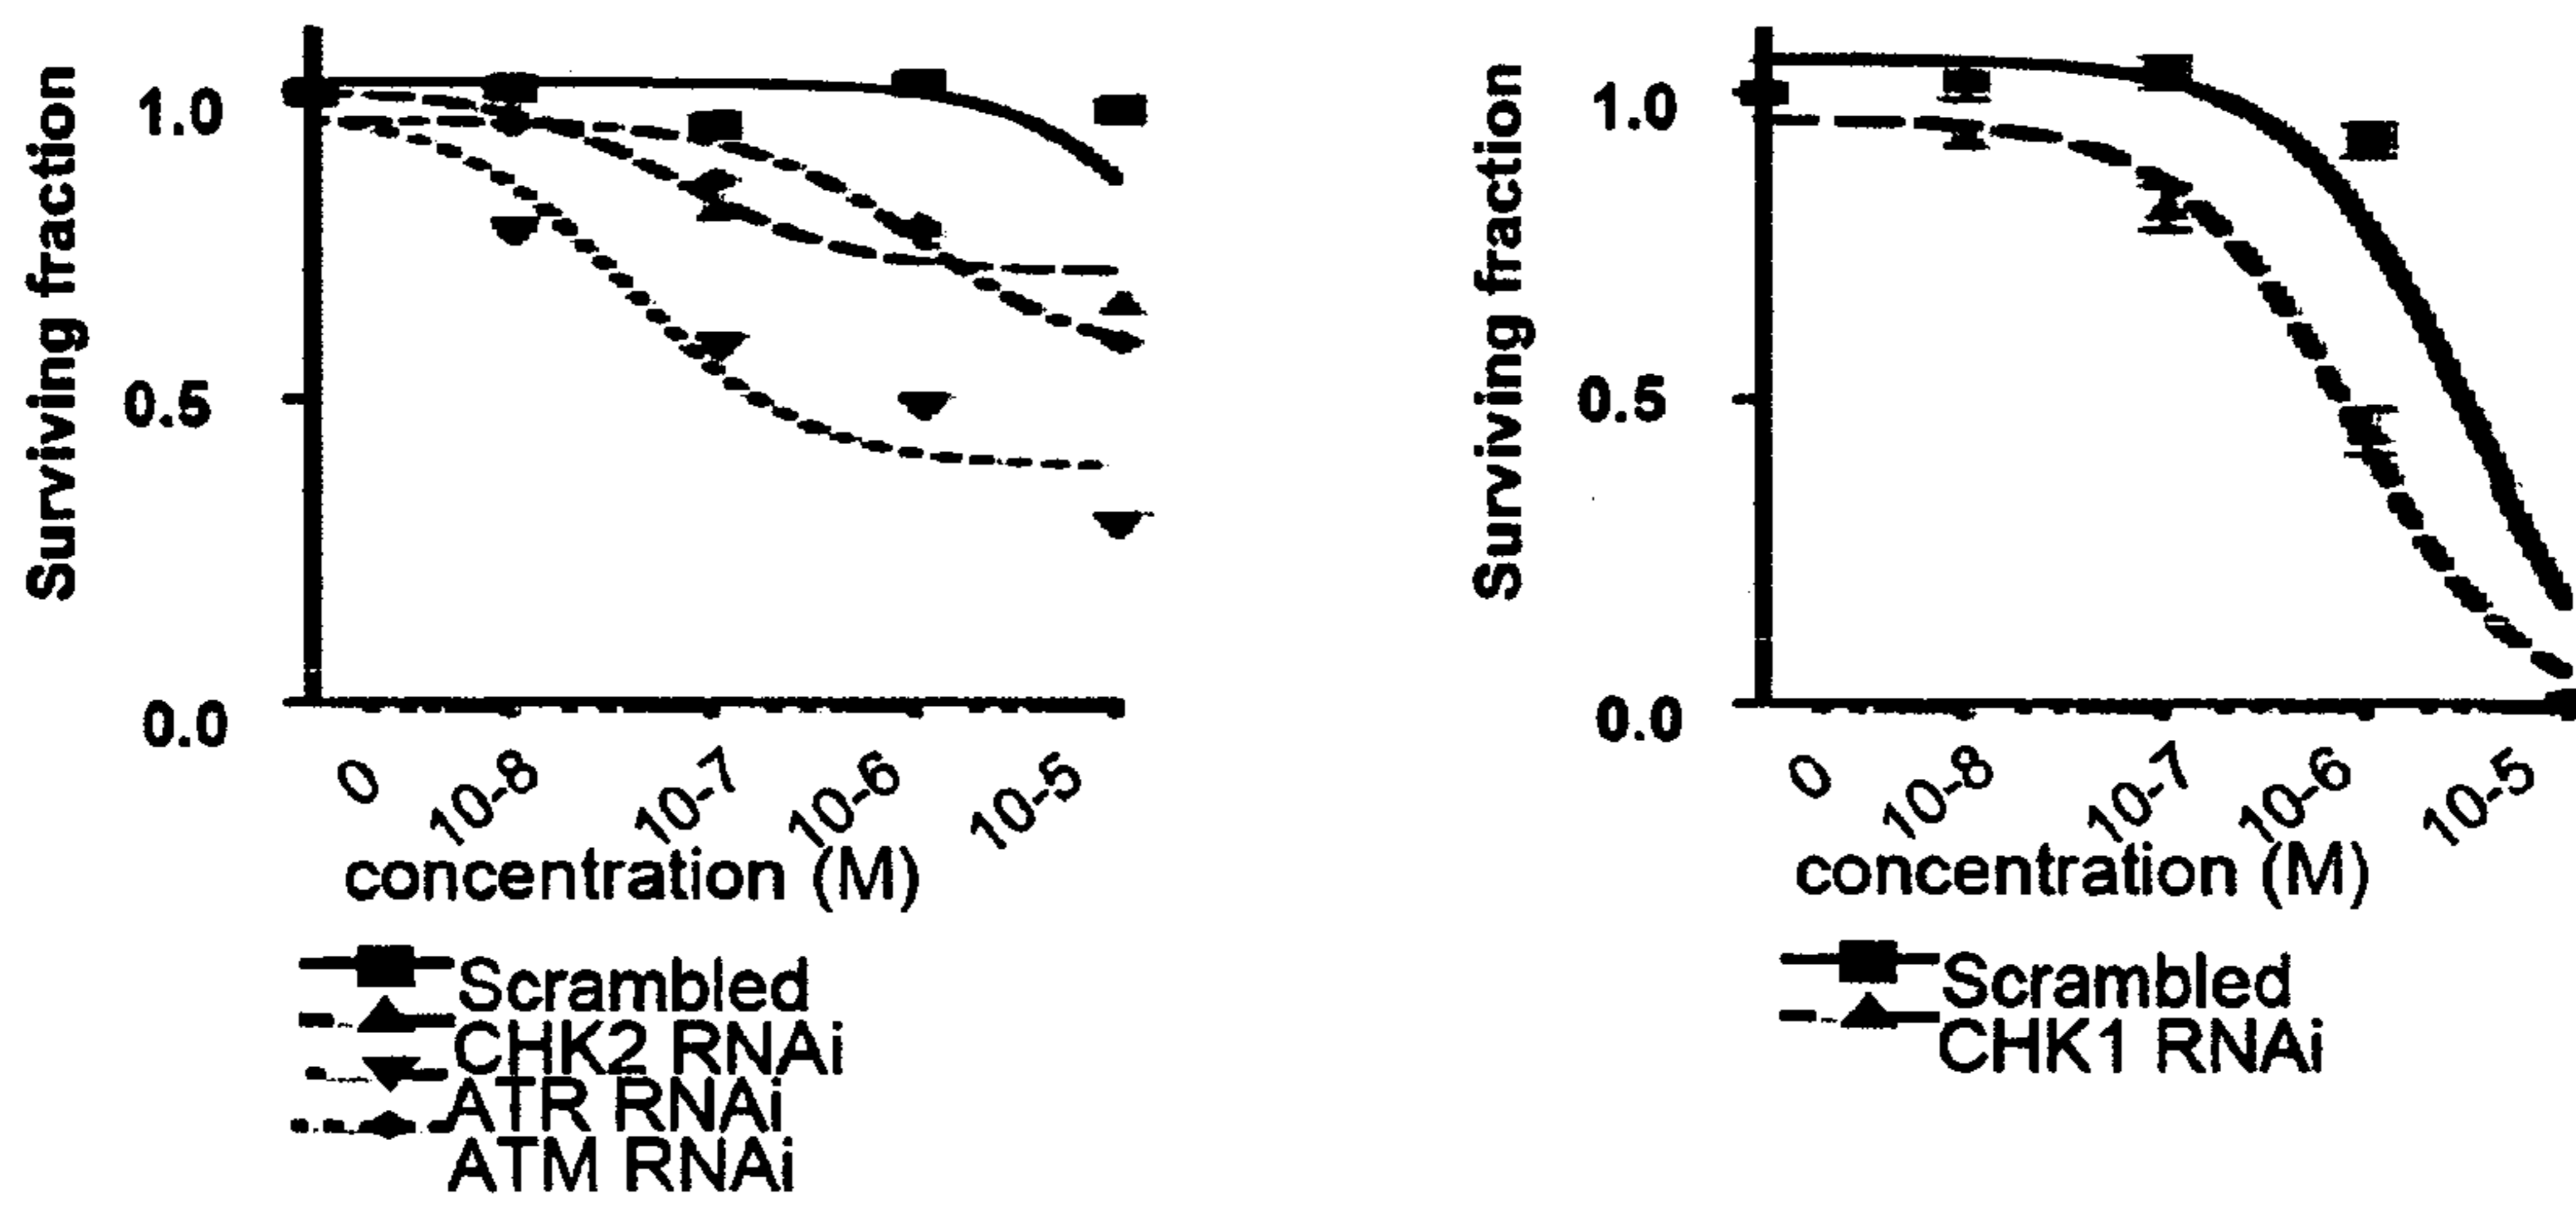 Surviving fraction
1.0
0.5
0.0
0 10-8 10-7 10-6 10-5
concentration (M)
Scrambled
CHK2 RNAi
ATR RNAi
ATM RNAi
Surviving fraction
1.0
0.5
0.0
0 10-8 10-7 10-6 10-5
concentration (M)
Scrambled
CHK1 RNAi